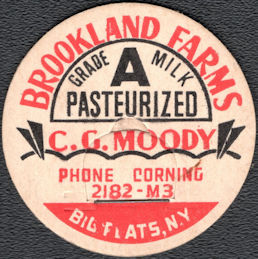 BROOKLAND FARMS
GRADE A MILK
PASTEURIZED
C.G. MOODY
PHONE CORNING
2182-M3
BIG FLATS, N.Y.